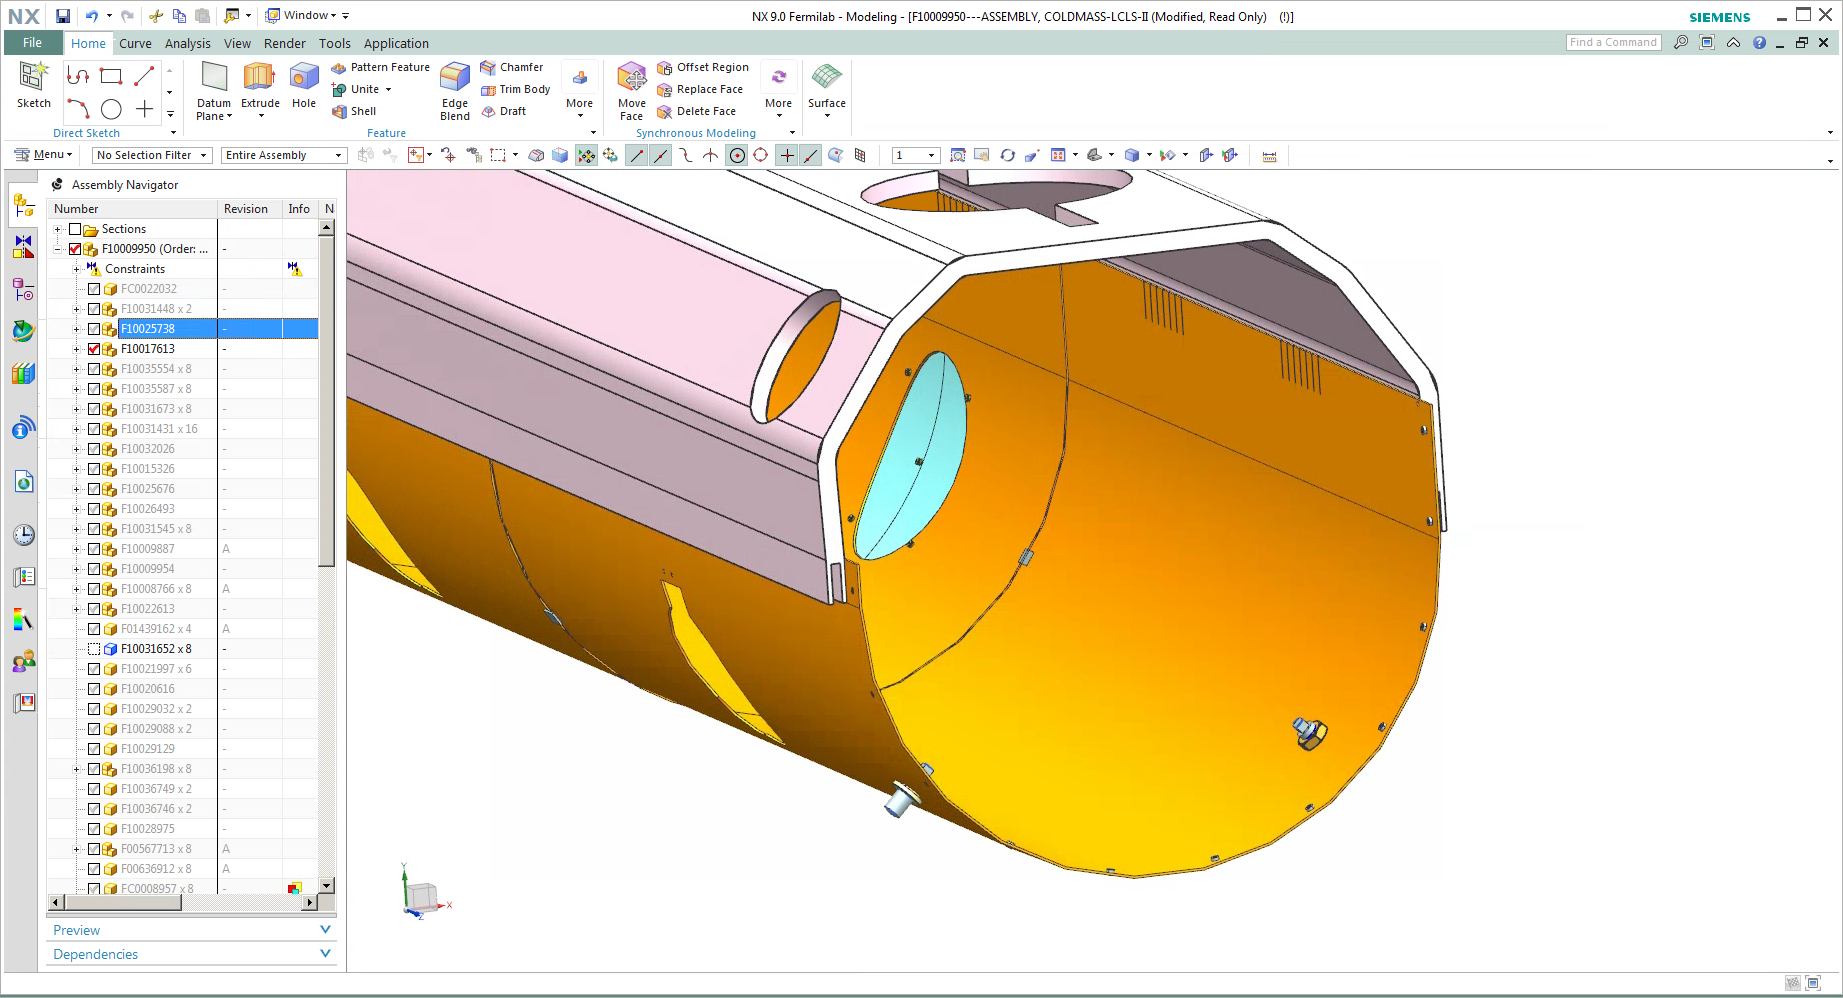 NX
Window
NX 9.0 Fermilab - Modeling - [F10009950---ASSEMBLY, COLDMASS-LCLS-II (Modified, Read Only) (!)]
SIEMENS
File Home Curve Analysis View Render Tools Application
Find a Command
Sketch
Direct Sketch
Datum Plane
Extrude
Hole
Pattern Feature
Unite
Shell
Edge Blend
Chamfer
Trim Body
Draft
More
Feature
Move Face
Offset Region
Replace Face
Delete Face
More
Synchronous Modeling
Surface
Menu
No Selection Filter
Entire Assembly
1
Assembly Navigator
Number Revision Info N
Sections
F10009950 (Order: ... -
Constraints
FC0022032 -
F10031448 x 2 -
F10025738 -
F10017613 -
F10035554 x 8 -
F10035587 x 8 -
F10031673 x 8 -
F10031431 x 16 -
F10032026 -
F10015326 -
F10025676 -
F10026493 -
F10031545 x 8 -
F10009887 A
F10009954 -
F10008766 x 8 A
F10022613 -
F01439162 x 4 A
F10031652 x 8 -
F10021997 x 6 -
F10020616 -
F10029032 x 2 -
F10029088 x 2 -
F10029129 -
F10036198 x 8 -
F10036749 x 2 -
F10036746 x 2 -
F10028975 -
F00567713 x 8 A
F00636912 x 8 A
FC0008957 x 8 -
Preview
Dependencies
Y
X
Z